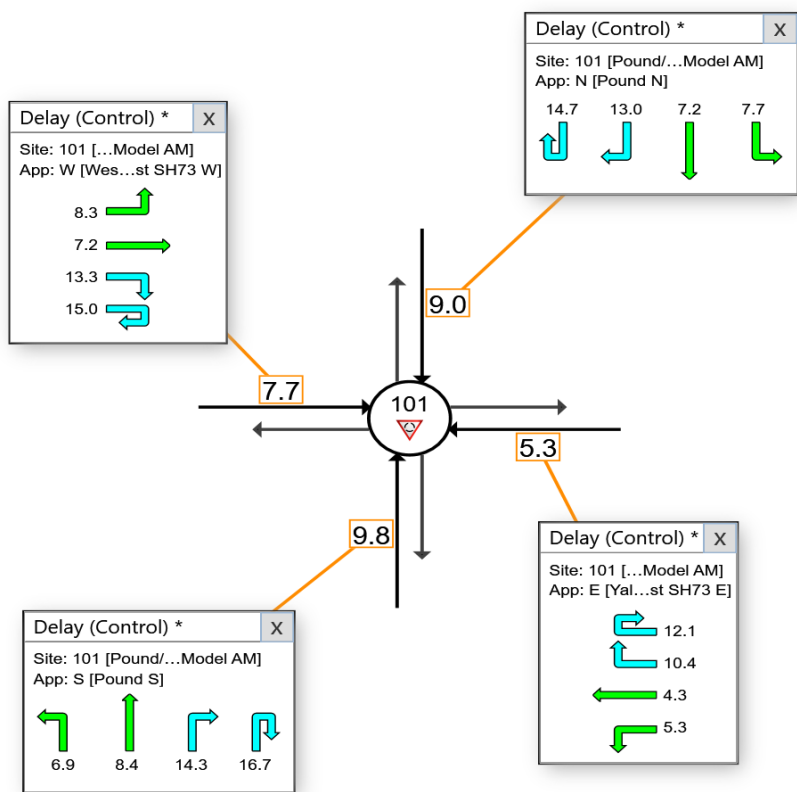 Delay (Control) * X
Site: 101 [Pound/…Model AM]
App: N [Pound N]
14.7 13.0 7.2 7.7
Delay (Control) * X
Site: 101 […Model AM]
App: W [Wes…st SH73 W]
8.3
7.2
13.3
15.0
9.0
7.7
101
5.3
9.8
Delay (Control) * X
Site: 101 […Model AM]
App: E [Yal…st SH73 E]
12.1
10.4
4.3
5.3
Delay (Control) * X
Site: 101 [Pound/…Model AM]
App: S [Pound S]
6.9 8.4 14.3 16.7